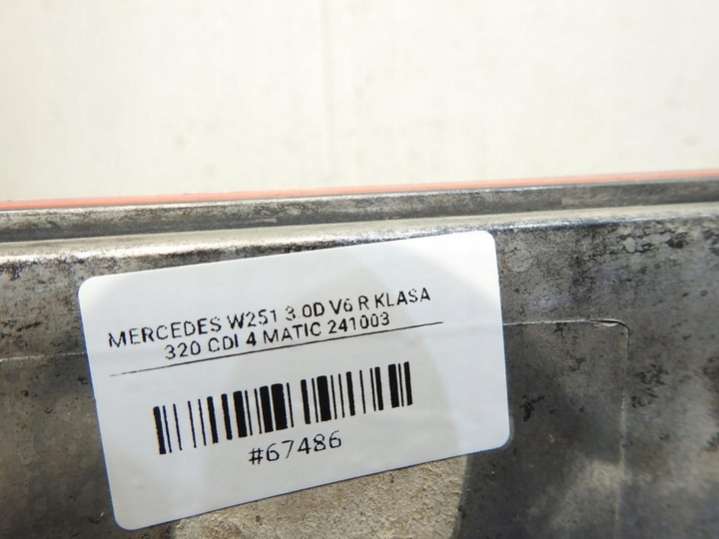 MERCEDES W251 3.0D V6 R KLASA
320 CDI 4 MATIC 241003
#67486